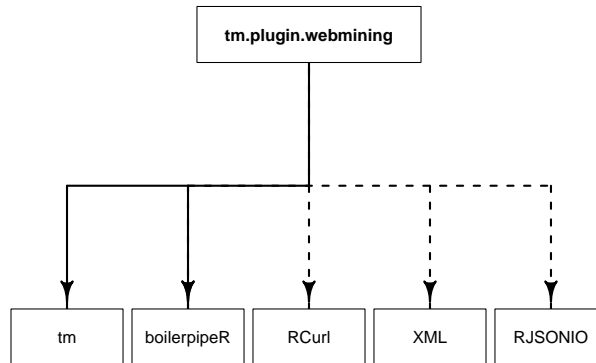 tm.plugin.webmining
tm
boilerpipeR
RCurl
XML
RJSONIO